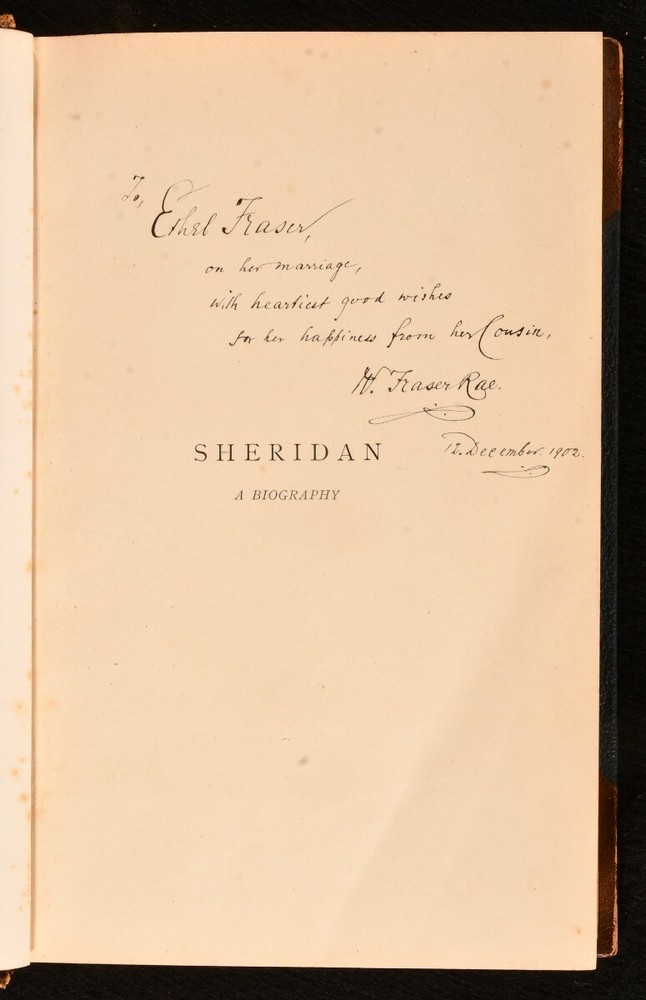 To,
Ethel Fraser,
on her marriage,
with heartiest good wishes
for her happiness from her Cousin,
W. Fraser Rae.
12. December. 1902.
SHERIDAN
A BIOGRAPHY